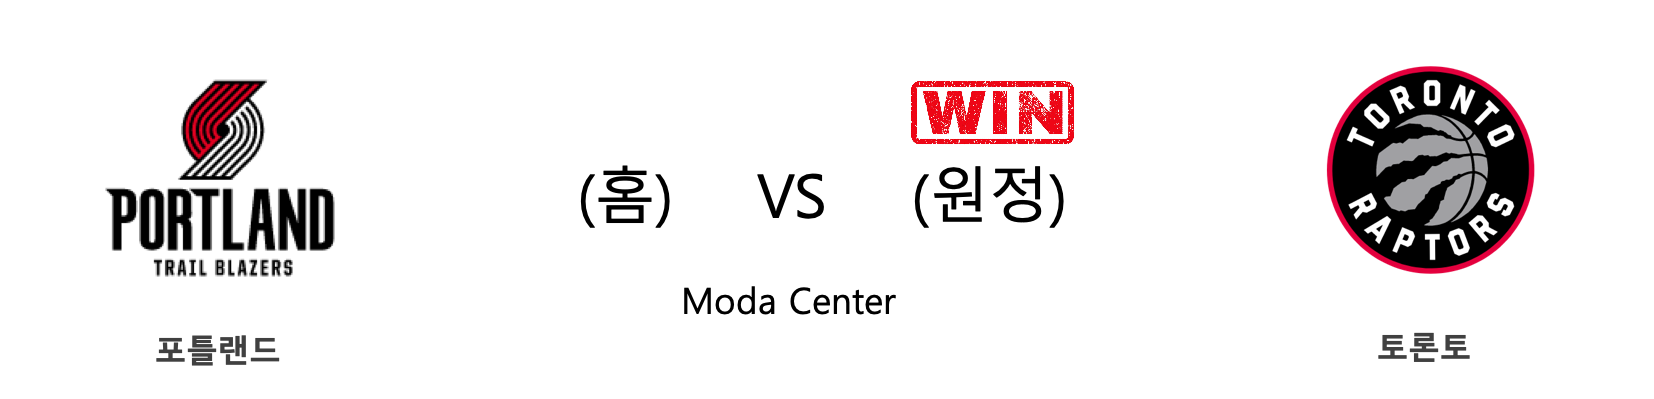 WIN
(홈) VS (원정)
Moda Center
PORTLAND
TRAIL BLAZERS
포틀랜드
TORONTO
RAPTORS
토론토